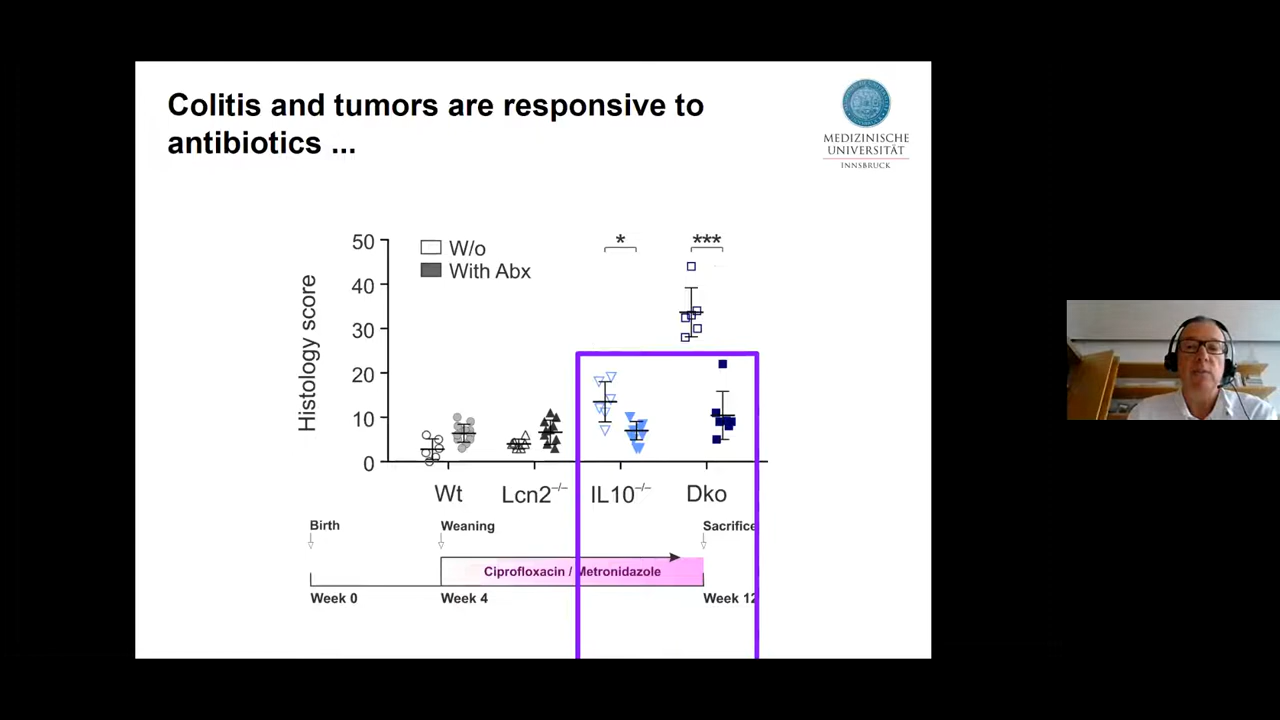 Colitis and tumors are responsive to
antibiotics ...
MEDIZINISCHE
UNIVERSITÄT
INNSBRUCK
Histology score
50
40
30
20
10
0
W/o
With Abx
*
***
Wt
Lcn2–/–
IL10–/–
Dko
Birth
Weaning
Sacrifice
Ciprofloxacin / Metronidazole
Week 0
Week 4
Week 12